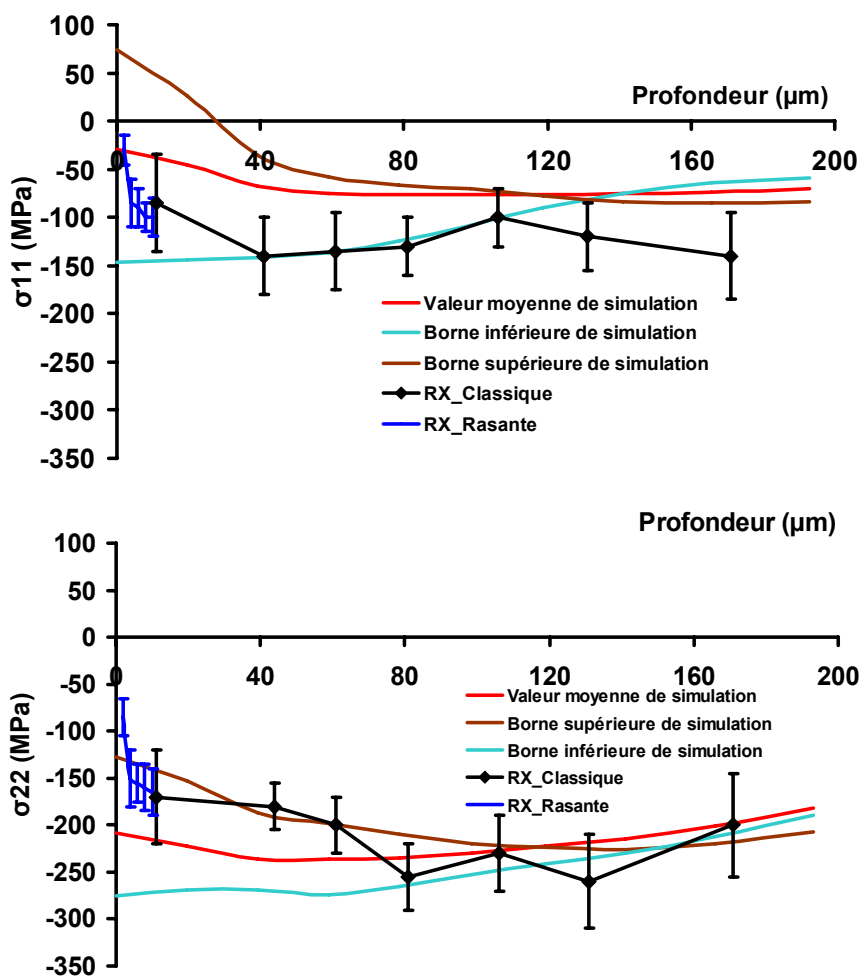 100
50
Profondeur (µm)
0
0 40 80 120 160 200
-50
-100
-150
-200
-250
-300
-350
σ11 (MPa)
Valeur moyenne de simulation
Borne inférieure de simulation
Borne supérieure de simulation
RX_Classique
RX_Rasante
Profondeur (µm)
100
50
0
0 40 80 120 160 200
-50
-100
-150
-200
-250
-300
-350
σ22 (MPa)
Valeur moyenne de simulation
Borne supérieure de simulation
Borne inférieure de simulation
RX_Classique
RX_Rasante